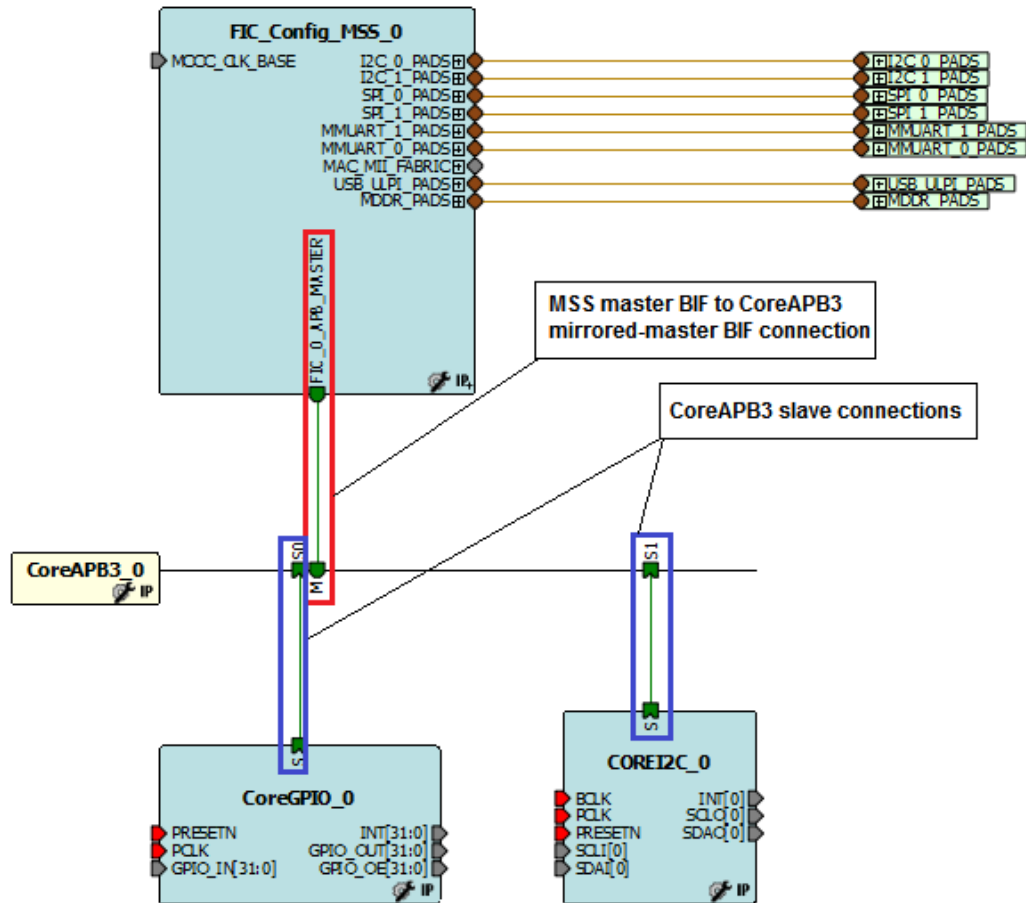 FIC_Config_MSS_0
MCCC_CLK_BASE
I2C_0_PADS
I2C_1_PADS
SPI_0_PADS
SPI_1_PADS
MMUART_1_PADS
MMUART_0_PADS
MAC_MII_FABRIC
USB_ULPI_PADS
MDDR_PADS
I2C_0_PADS
I2C_1_PADS
SPI_0_PADS
SPI_1_PADS
MMUART_1_PADS
MMUART_0_PADS
USB_ULPI_PADS
MDDR_PADS
FIC_0_APB_MASTER
IP
MSS master BIF to CoreAPB3
mirrored-master BIF connection
CoreAPB3 slave connections
CoreAPB3_0
IP
S0
M
S1
S
S
CoreGPIO_0
PRESETN
PCLK
GPIO_IN[31:0]
INT[31:0]
GPIO_OUT[31:0]
GPIO_OE[31:0]
IP
COREI2C_0
BCLK
PCLK
PRESETN
SCLI[0]
SDAI[0]
INT[0]
SCLO[0]
SDAO[0]
IP